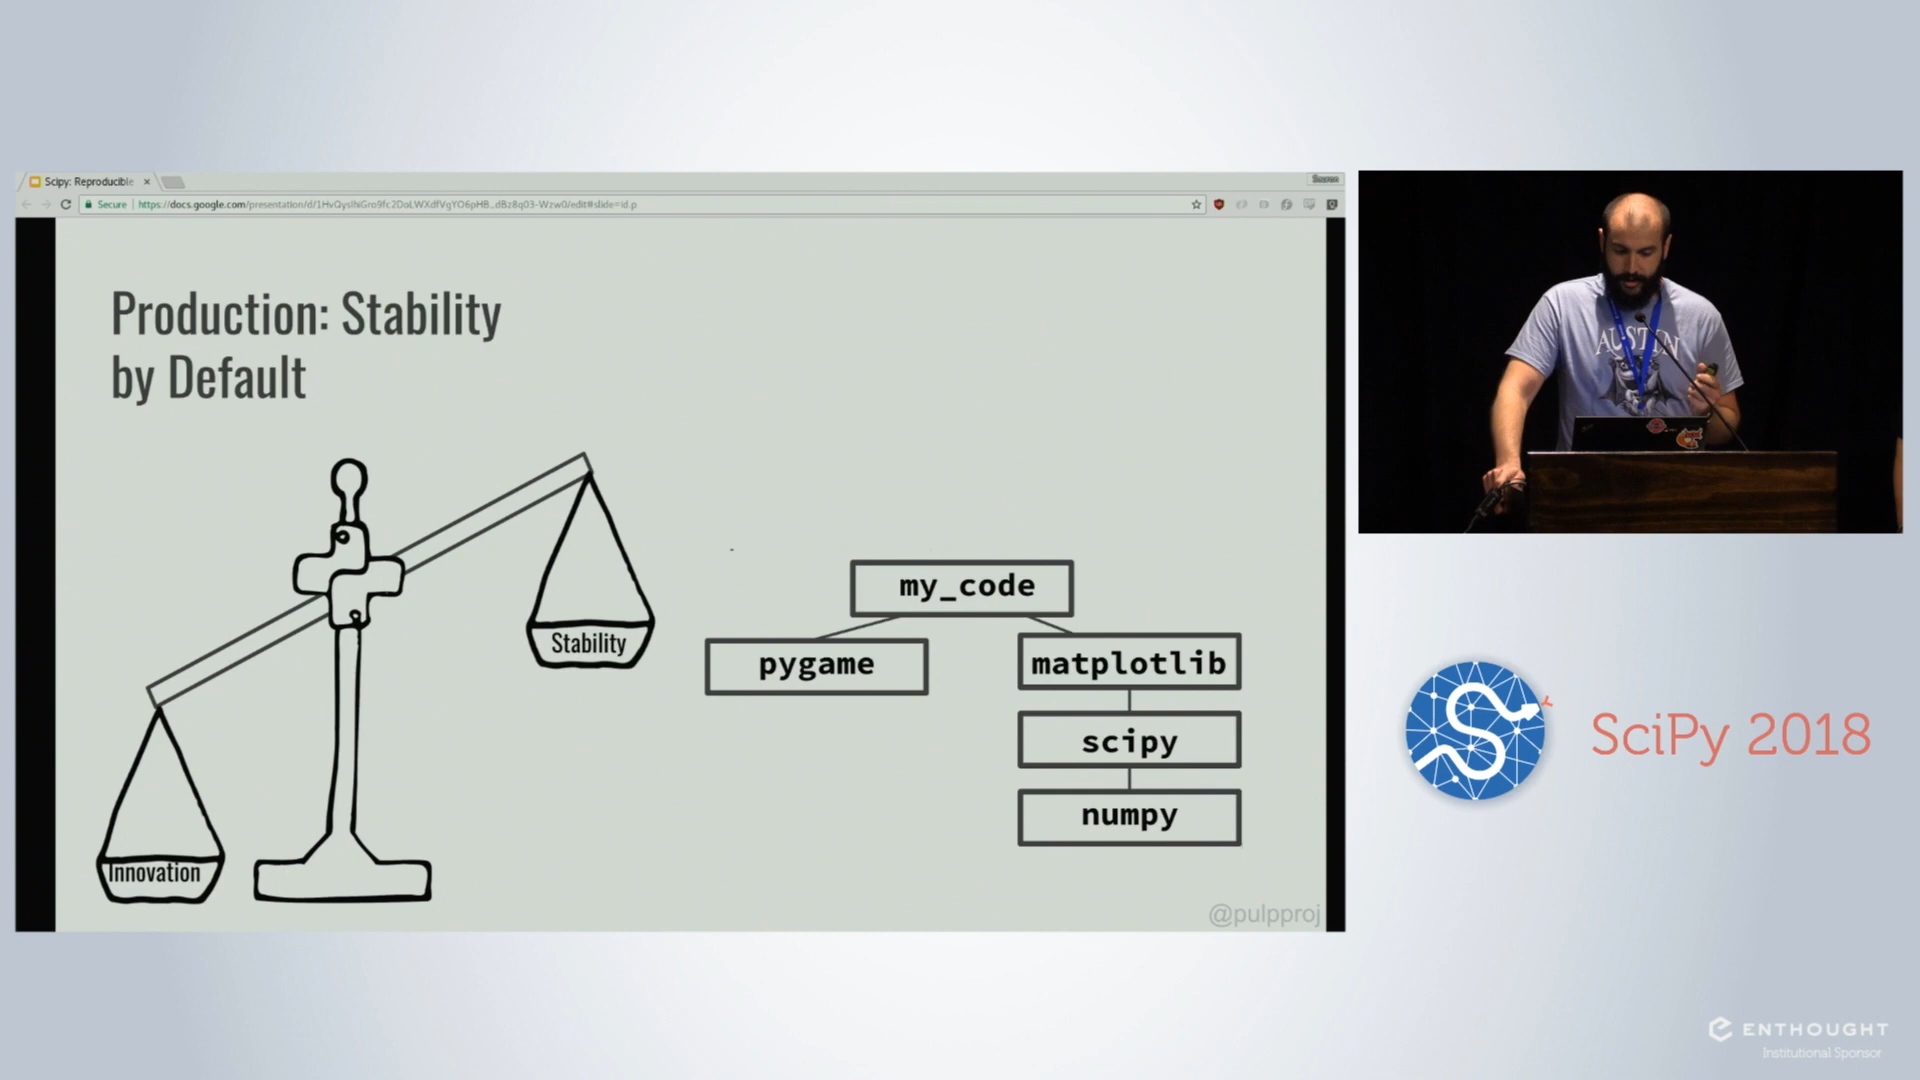 Scipy: Reproducible
Secure
Production: Stability
by Default
Stability
Innovation
my_code
pygame
matplotlib
scipy
numpy
@pulpproj
AUSTIN
SciPy 2018
ENTHOUGHT
Institutional Sponsor